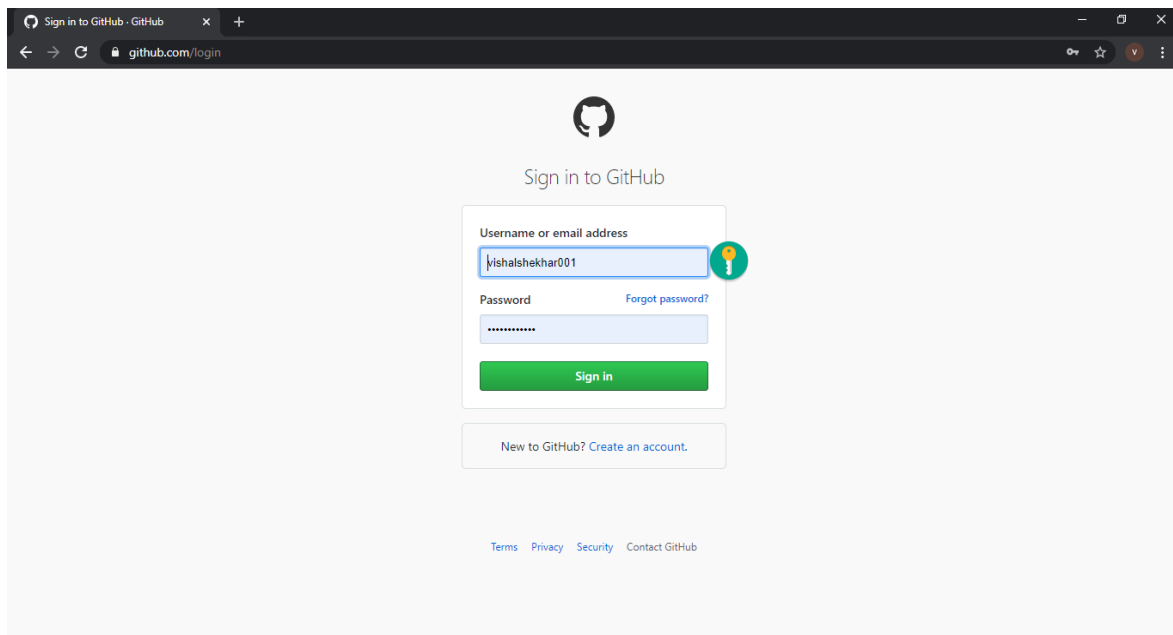 Sign in to GitHub · GitHub
github.com/login
V
Sign in to GitHub
Username or email address
vishalshekhar001
Password Forgot password?
••••••••••••
Sign in
New to GitHub? Create an account.
Terms Privacy Security Contact GitHub